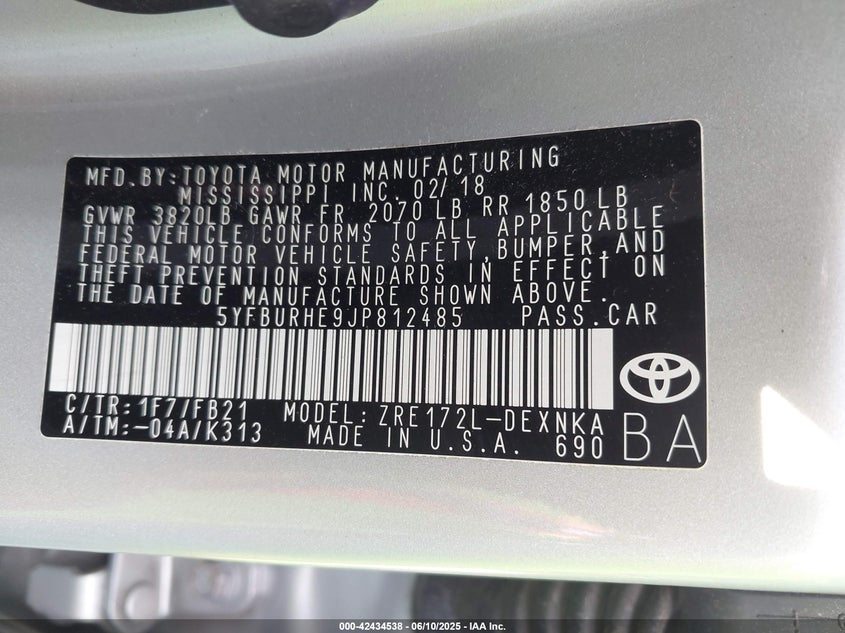 MFD.BY:TOYOTA MOTOR MANUFACTURING
MISSISSIPPI INC. 02/18
GVWR 3820LB GAWR FR 2070 LB RR 1850 LB
THIS VEHICLE CONFORMS TO ALL APPLICABLE
FEDERAL MOTOR VEHICLE SAFETY,BUMPER,AND
THEFT PREVENTION STANDARDS IN EFFECT ON
THE DATE OF MANUFACTURE SHOWN ABOVE.
5YFBURHE9JP812485 PASS.CAR
C/TR:1F7/FB21 MODEL:ZRE172L-DEXNKA
A/TM:-04A/K313 MADE IN U.S.A. 690
BA
000-42434538 - 06/10/2025 - IAA Inc.